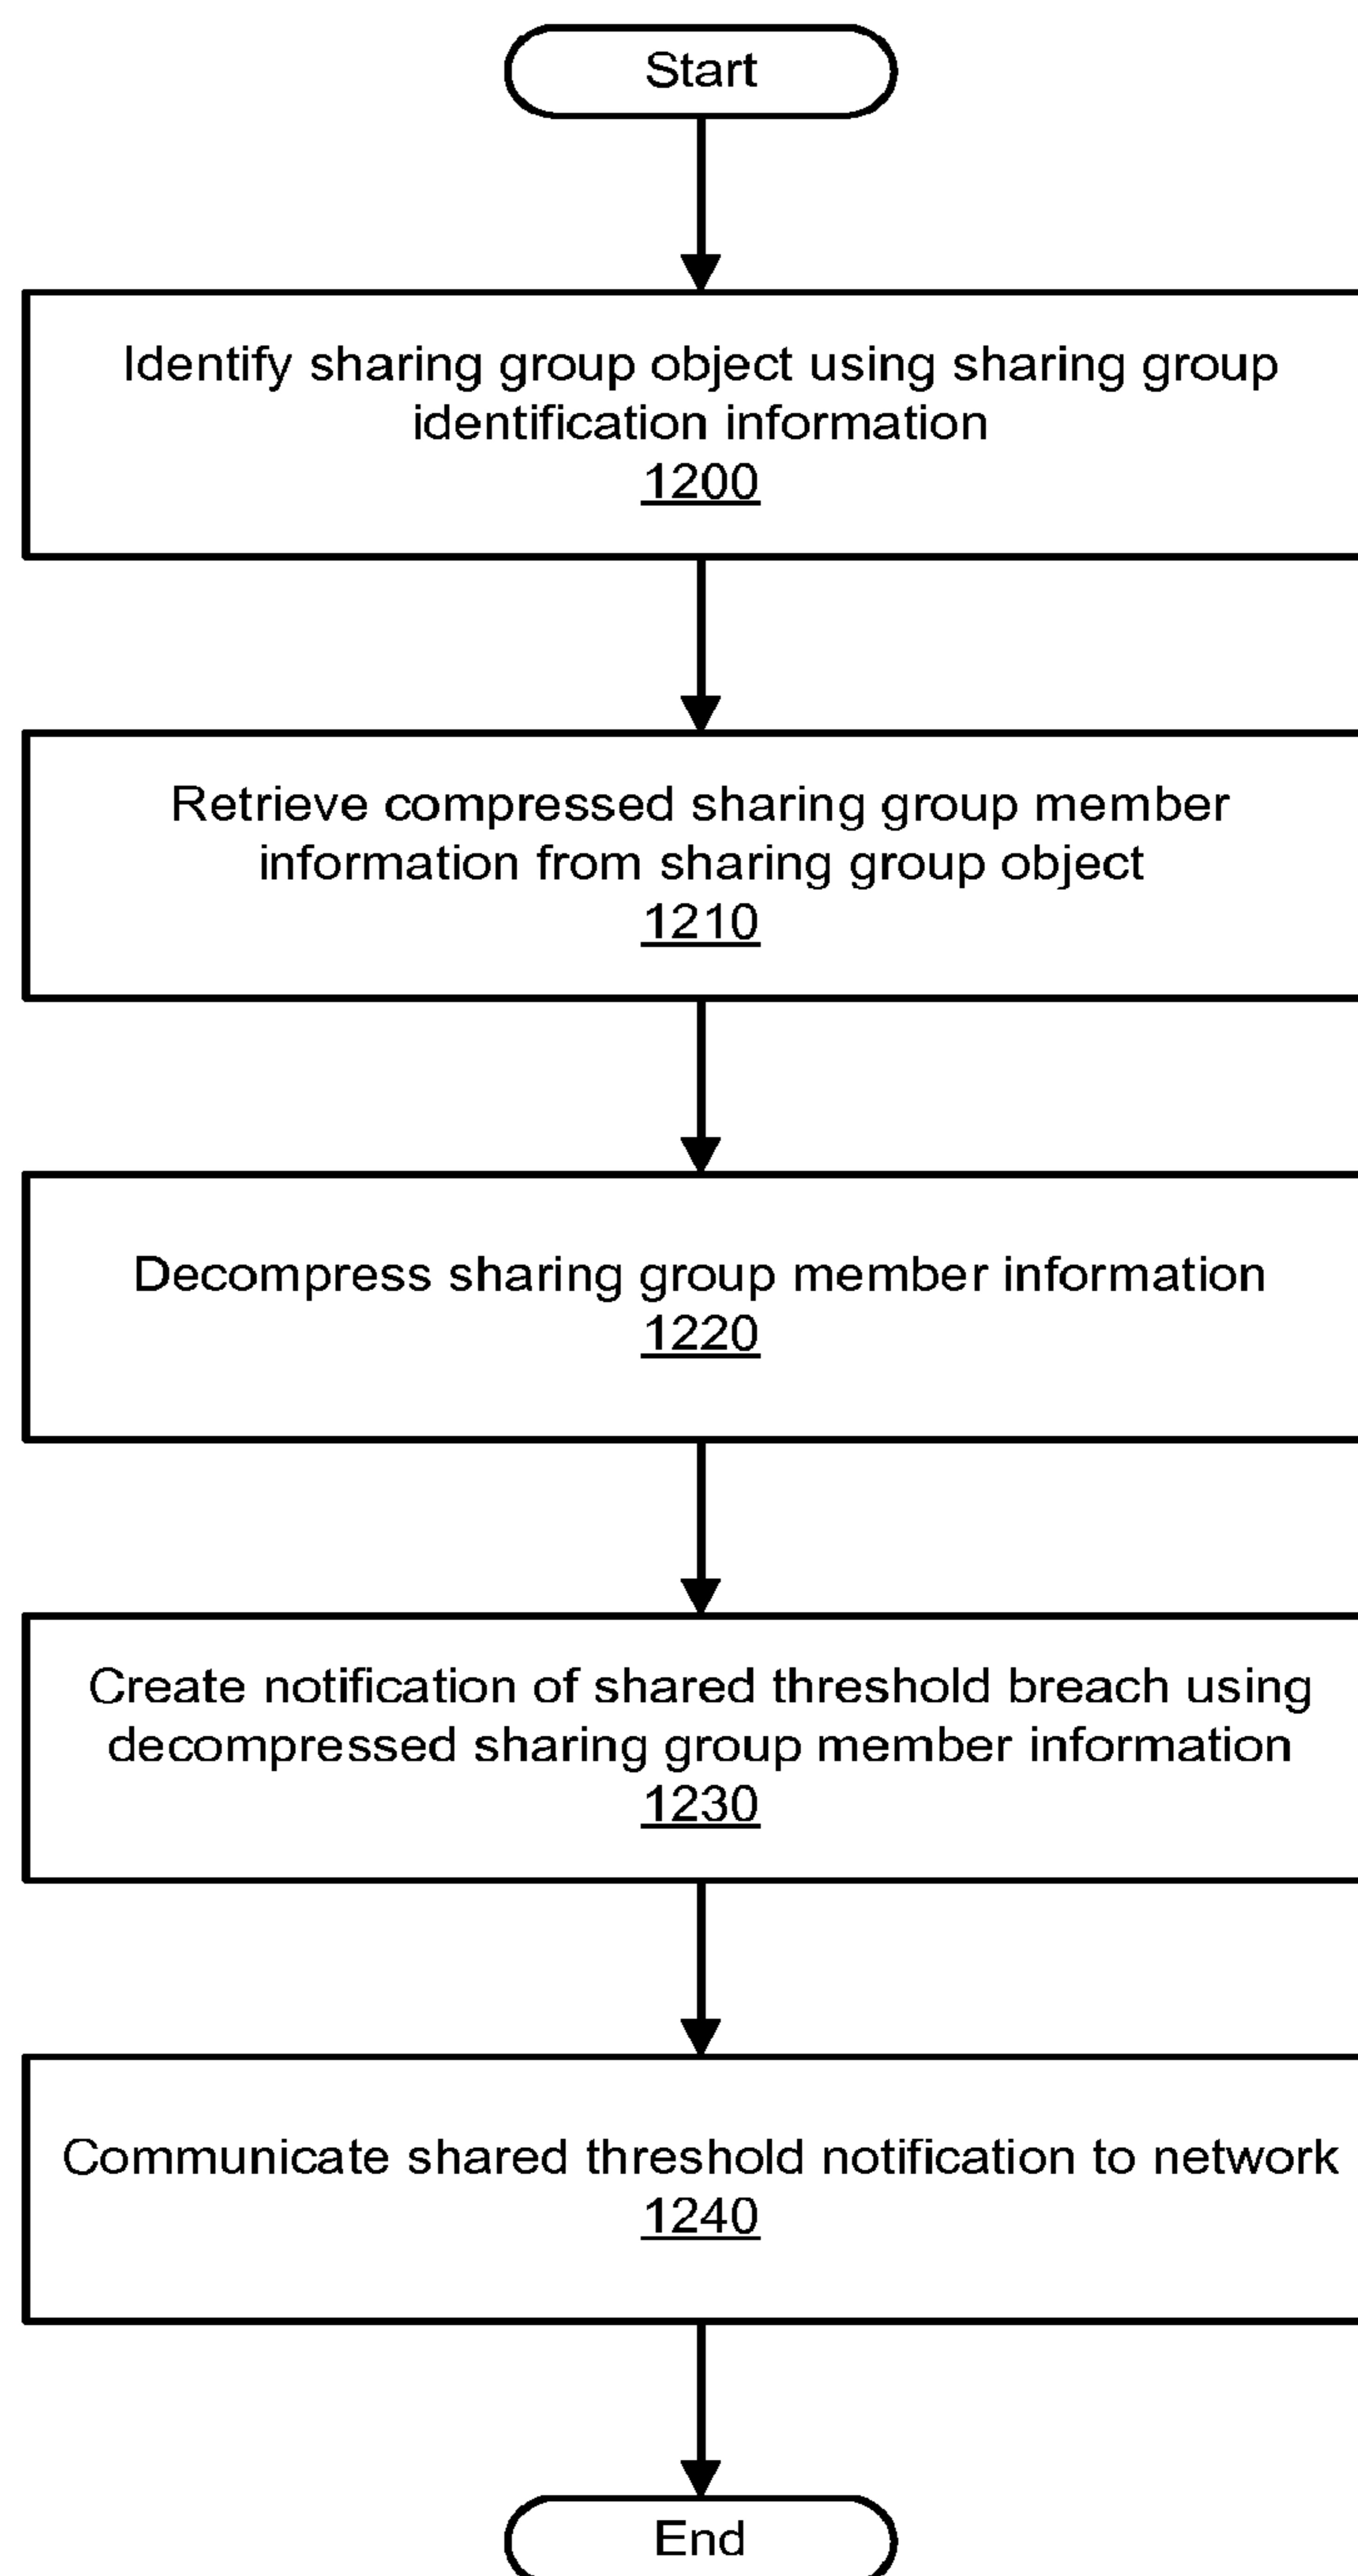 Start
Identify sharing group object using sharing group
identification information
1200
Retrieve compressed sharing group member
information from sharing group object
1210
Decompress sharing group member information
1220
Create notification of shared threshold breach using
decompressed sharing group member information
1230
Communicate shared threshold notification to network
1240
End